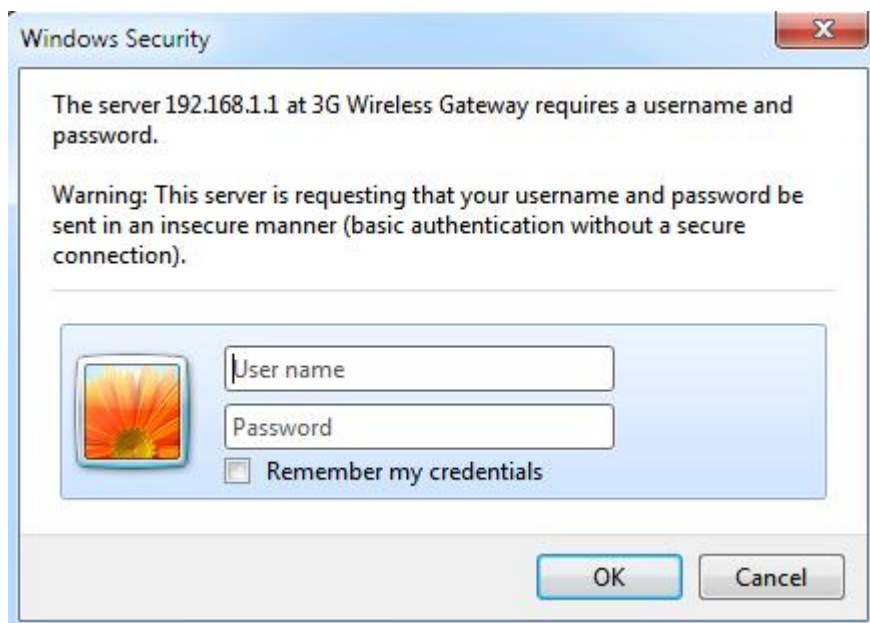 Windows Security
The server 192.168.1.1 at 3G Wireless Gateway requires a username and
password.
Warning: This server is requesting that your username and password be
sent in an insecure manner (basic authentication without a secure
connection).
User name
Password
Remember my credentials
OK
Cancel